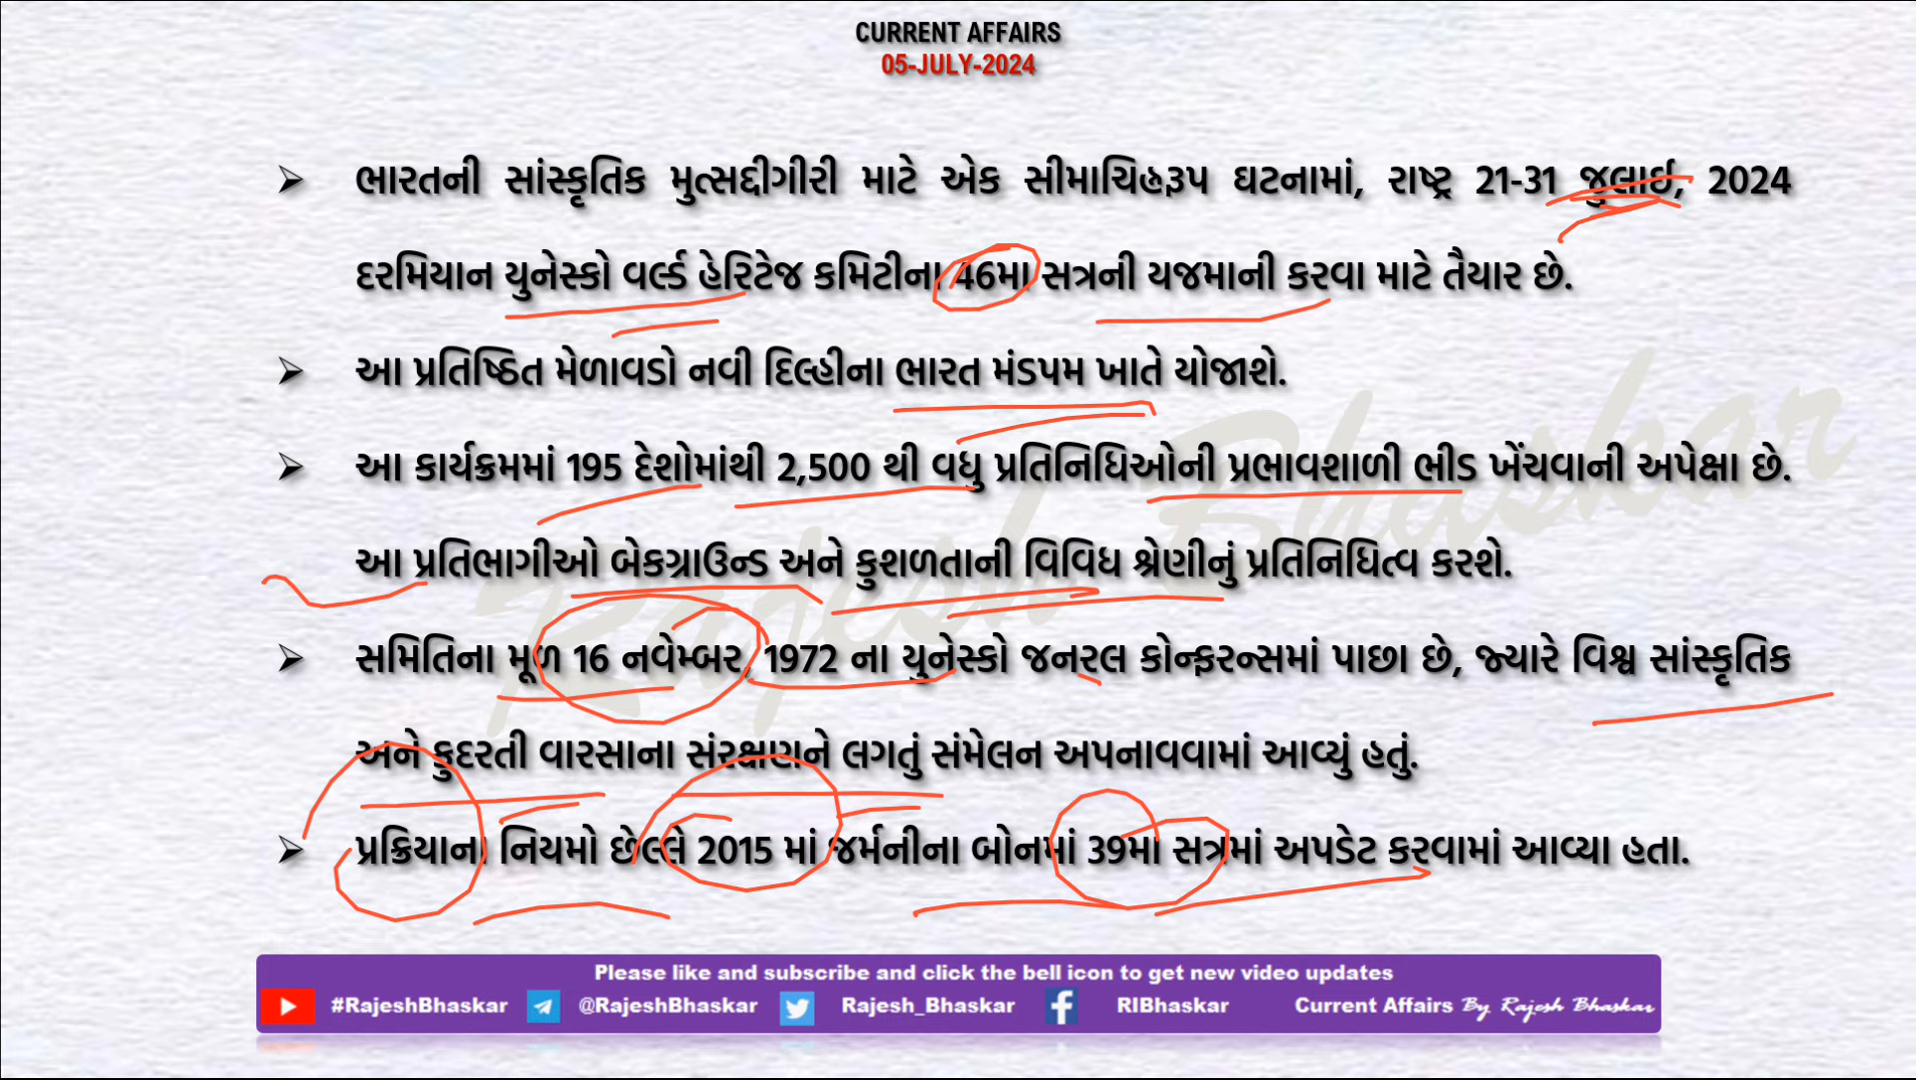 CURRENT AFFAIRS
05-JULY-2024
➢ ભારતની સાંસ્કૃતિક મુત્સદ્દીગીરી માટે એક સીમાચિહ્નરૂપ ઘટનામાં, રાષ્ટ્ર 21-31 જુલાઈ, 2024
દરમિયાન યુનેસ્કો વર્લ્ડ હેરિટેજ કમિટીના 46મા સત્રની યજમાની કરવા માટે તૈયાર છે.
➢ આ પ્રતિષ્ઠિત મેળાવડો નવી દિલ્હીના ભારત મંડપમ ખાતે યોજાશે.
➢ આ કાર્યક્રમમાં 195 દેશોમાંથી 2,500 થી વધુ પ્રતિનિધિઓની પ્રભાવશાળી ભીડ ખેંચવાની અપેક્ષા છે.
આ પ્રતિભાગીઓ બેકગ્રાઉન્ડ અને કુશળતાની વિવિધ શ્રેણીનું પ્રતિનિધિત્વ કરશે.
➢ સમિતિના મૂળ 16 નવેમ્બર, 1972 ના યુનેસ્કો જનરલ કોન્ફરન્સમાં પાછા છે, જ્યારે વિશ્વ સાંસ્કૃતિક
અને કુદરતી વારસાના સંરક્ષણને લગતું સંમેલન અપનાવવામાં આવ્યું હતું.
➢ પ્રક્રિયાના નિયમો છેલ્લે 2015 માં જર્મનીના બોનમાં 39મા સત્રમાં અપડેટ કરવામાં આવ્યા હતા.
Rajesh Bhaskar
Please like and subscribe and click the bell icon to get new video updates
#RajeshBhaskar @RajeshBhaskar Rajesh_Bhaskar RIBhaskar Current Affairs By Rajesh Bhaskar